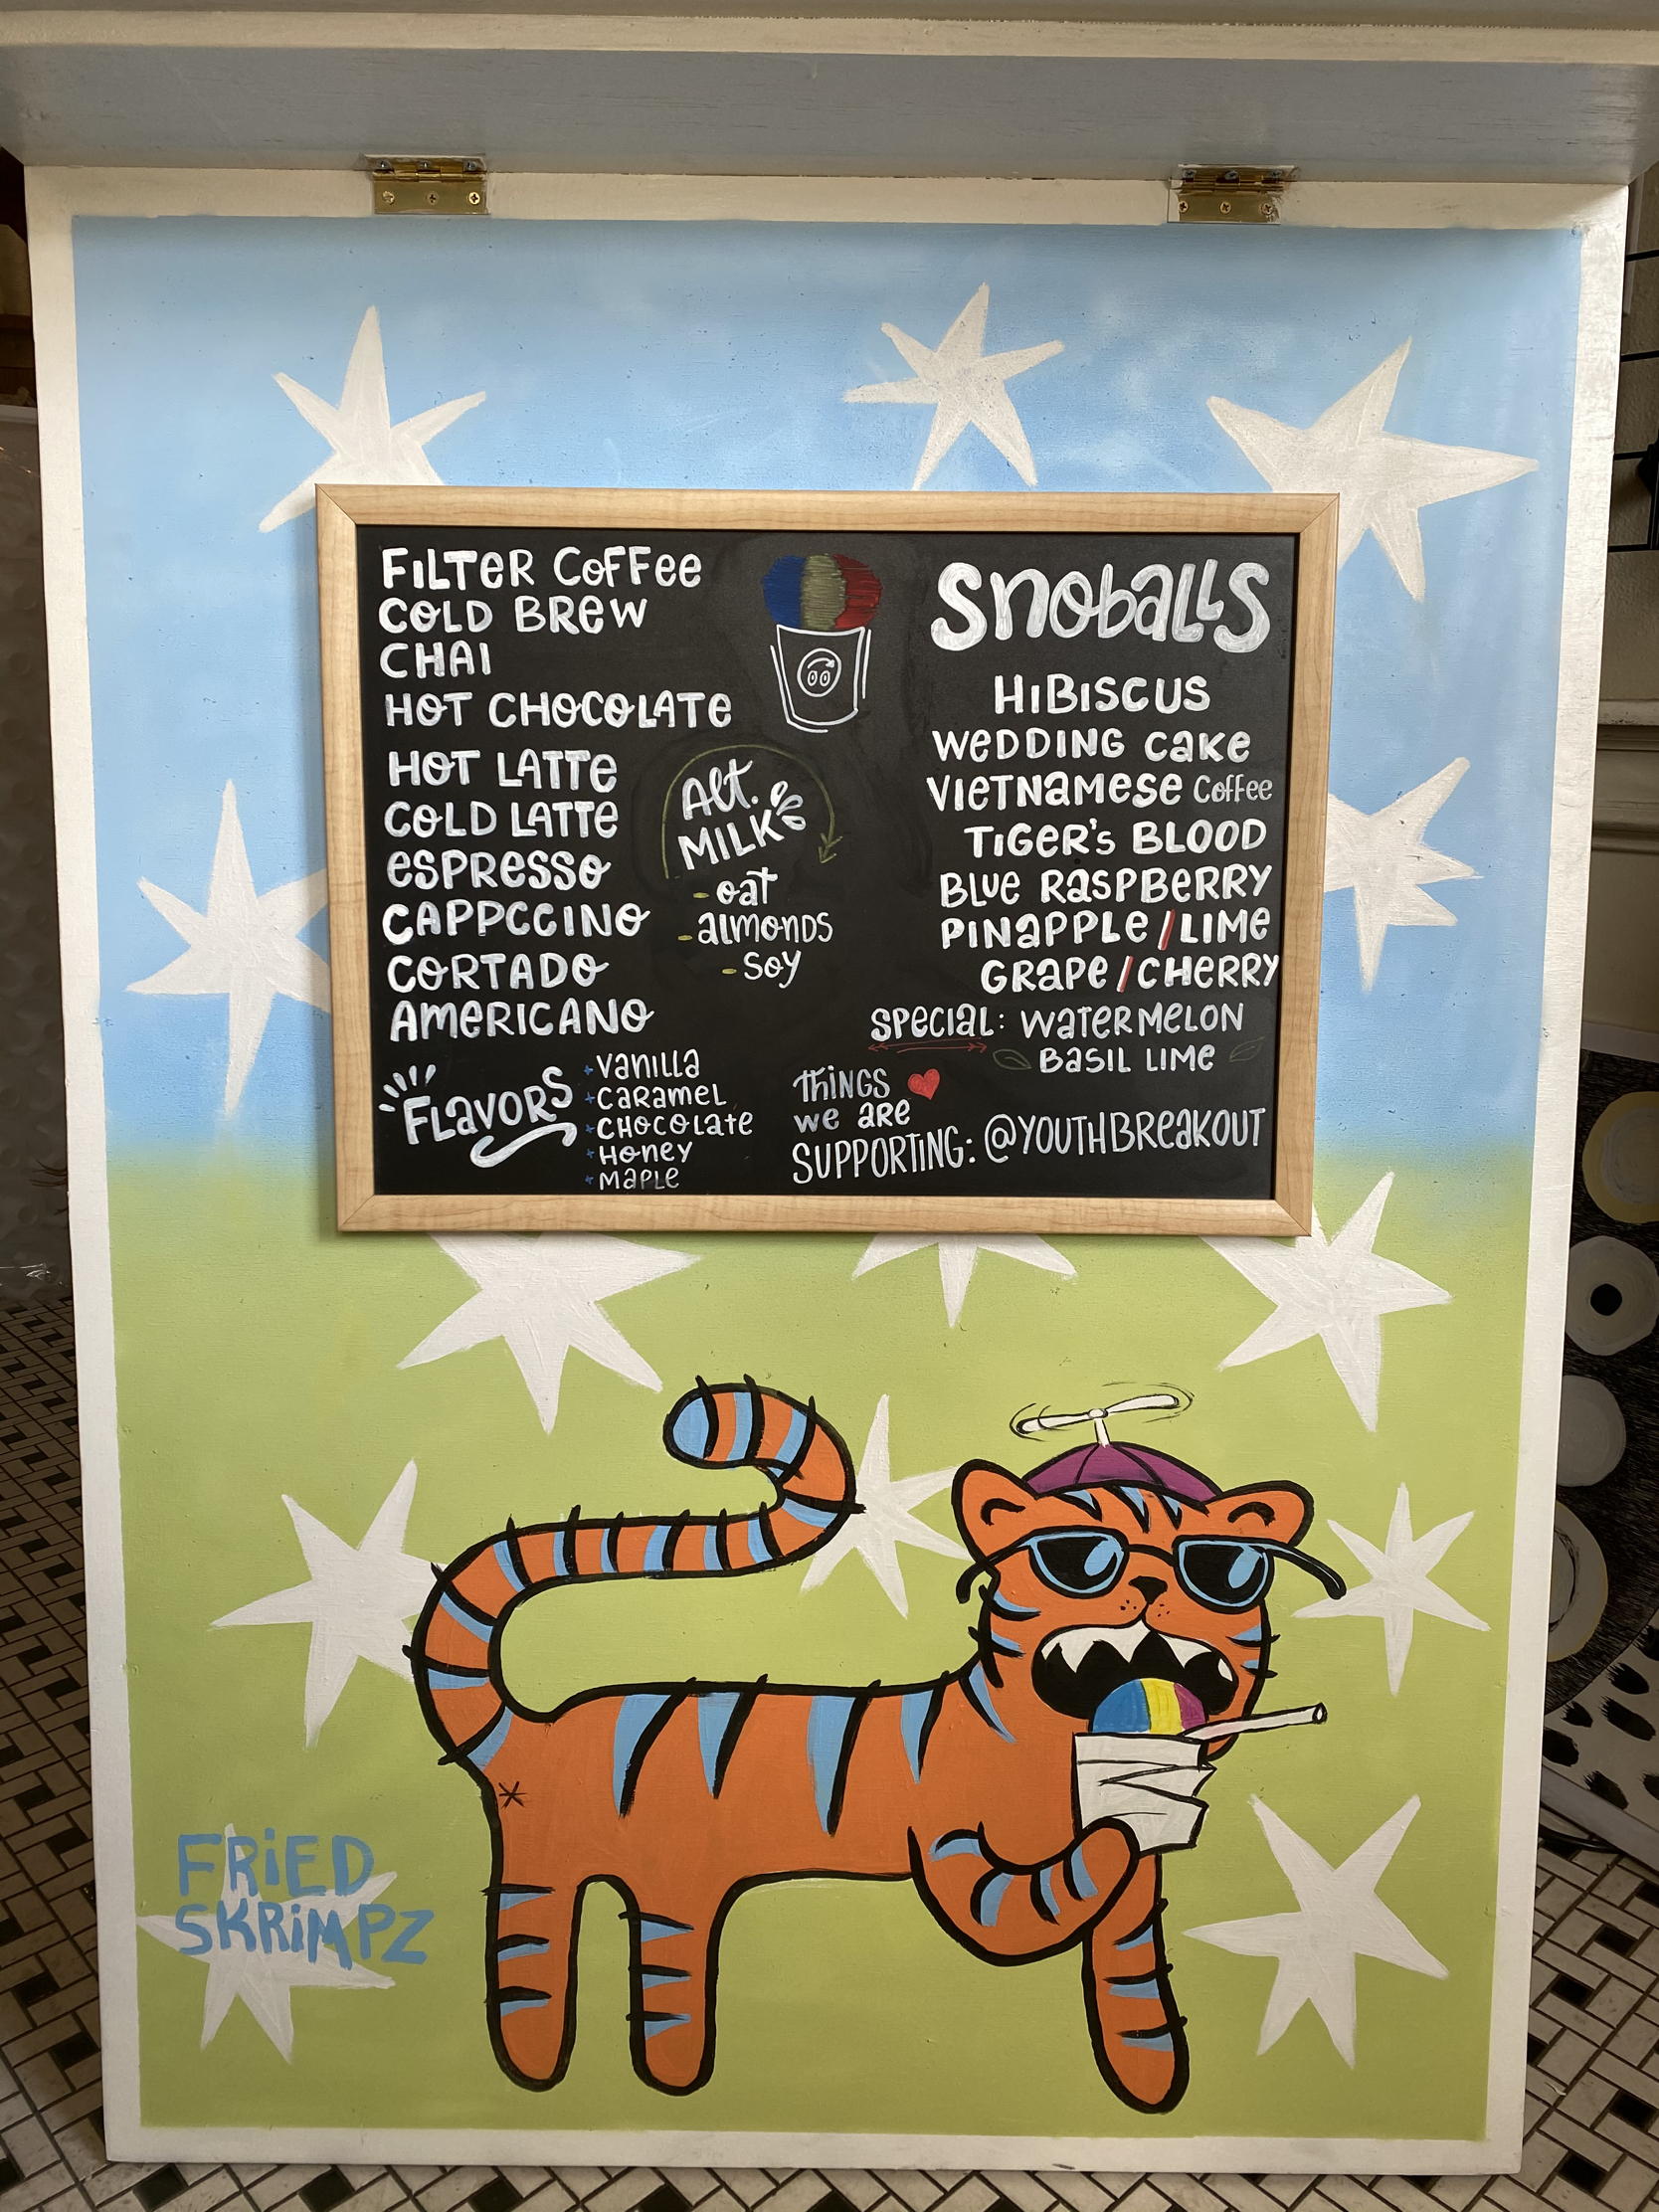 FILTER COFFEE
COLD BREW
CHAI
HOT CHOCOLATE
HOT LATTE
COLD LATTE
ESPRESSO
CAPPCCINO
CORTADO
AMERICANO
FLAVORS
VANILLA
CARAMEL
CHOCOLATE
HONEY
MAPLE
Alt.
MILK
- oat
- almonds
- soy
SNOBALLS
HIBISCUS
WEDDING CAKE
VIETNAMESE COFFEE
TIGER'S BLOOD
BLUE RASPBERRY
PINAPPLE / LIME
GRAPE / CHERRY
SPECIAL: WATERMELON
BASIL LIME
THINGS
WE ARE
SUPPORTING: @YOUTHBREAKOUT
FRIED
SKRIMPZ